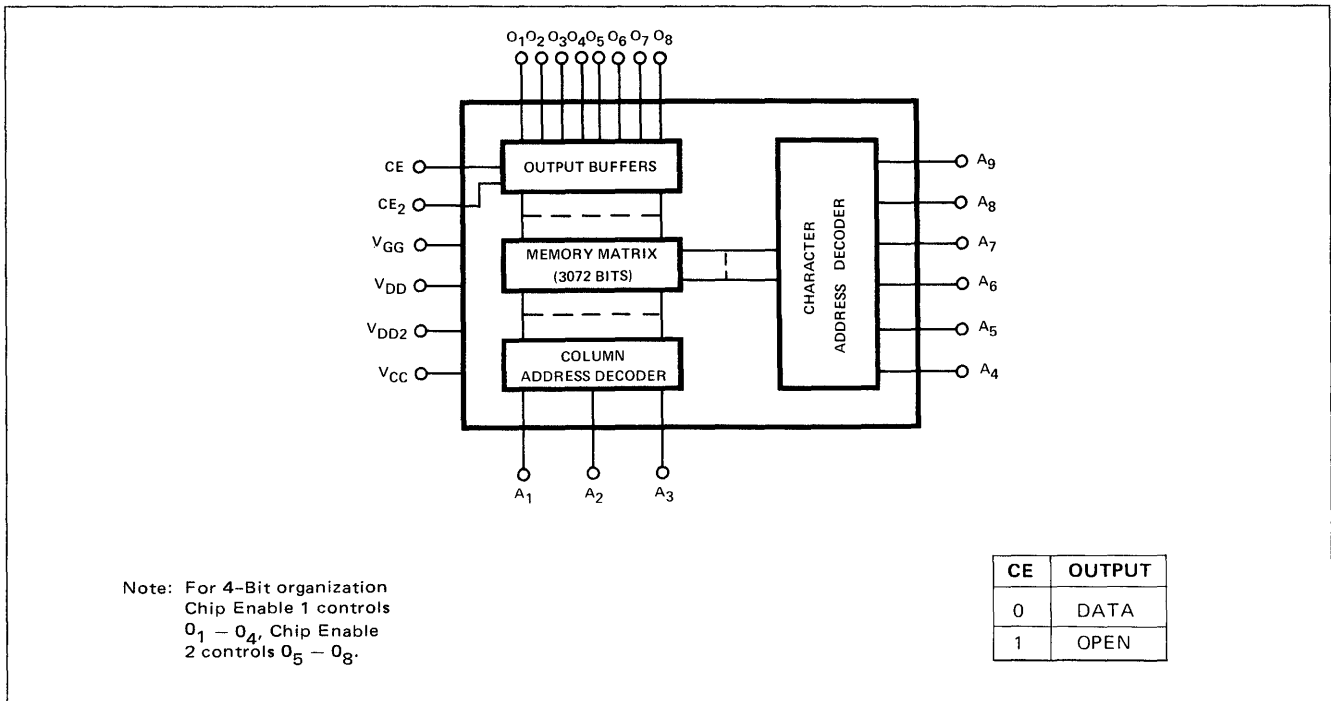 O1 O2 O3 O4 O5 O6 O7 O8
CE
CE2
VGG
VDD
VDD2
VCC
OUTPUT BUFFERS
MEMORY MATRIX
(3072 BITS)
COLUMN
ADDRESS DECODER
CHARACTER
ADDRESS DECODER
A9
A8
A7
A6
A5
A4
A1 A2 A3
Note: For 4-Bit organization
Chip Enable 1 controls
O1 – O4, Chip Enable
2 controls O5 – O8.
CE OUTPUT
0 DATA
1 OPEN